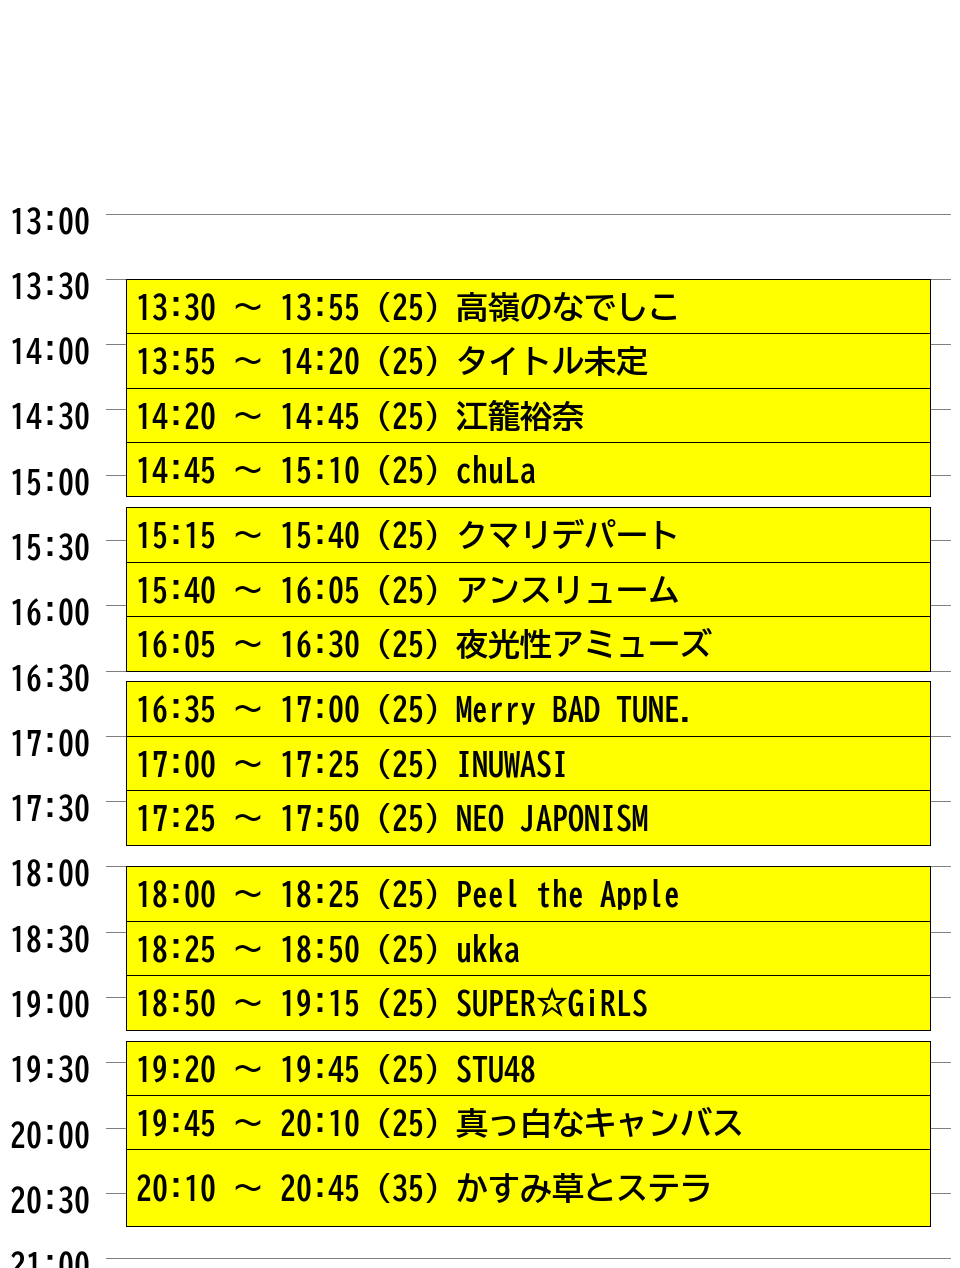 13:00
13:30
13:30 ～ 13:55 (25) 高嶺のなでしこ
14:00
13:55 ～ 14:20 (25) タイトル未定
14:30
14:20 ～ 14:45 (25) 江籠裕奈
15:00
14:45 ～ 15:10 (25) chuLa
15:30
15:15 ～ 15:40 (25) クマリデパート
15:40 ～ 16:05 (25) アンスリューム
16:00
16:05 ～ 16:30 (25) 夜光性アミューズ
16:30
16:35 ～ 17:00 (25) Merry BAD TUNE.
17:00
17:00 ～ 17:25 (25) INUWASI
17:30
17:25 ～ 17:50 (25) NEO JAPONISM
18:00
18:00 ～ 18:25 (25) Peel the Apple
18:30
18:25 ～ 18:50 (25) ukka
19:00
18:50 ～ 19:15 (25) SUPER☆GiRLS
19:30
19:20 ～ 19:45 (25) STU48
20:00
19:45 ～ 20:10 (25) 真っ白なキャンバス
20:30
20:10 ～ 20:45 (35) かすみ草とステラ
21:00